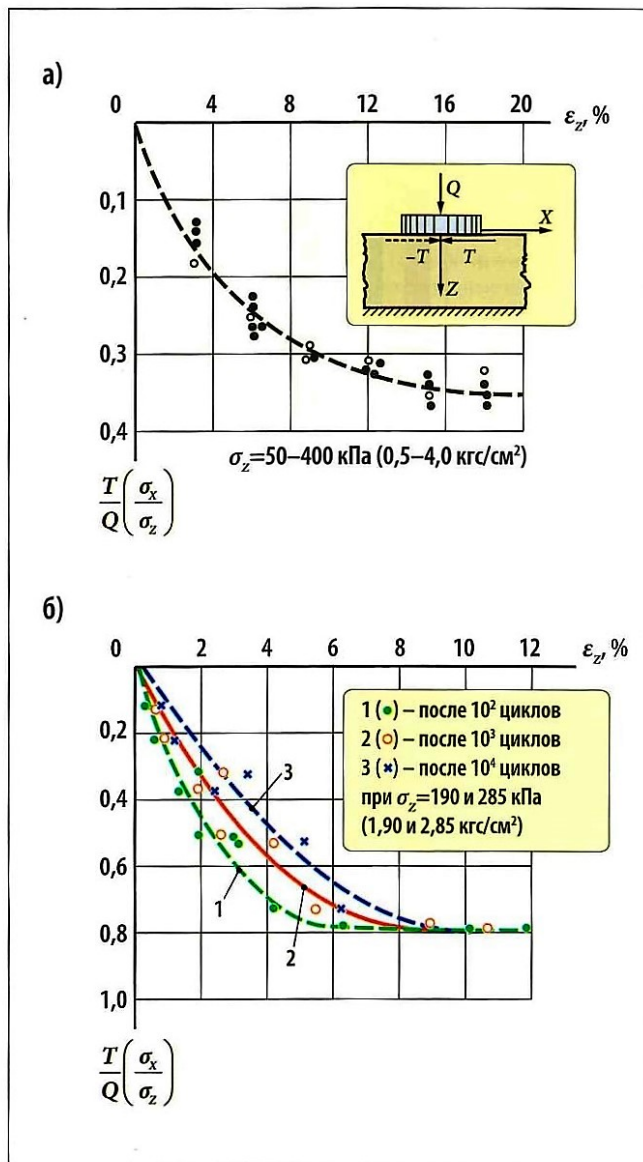 а)
0 4 8 12 16 20
ε_z, %
0,1
0,2
0,3
0,4
Q
X
–T T
Z
σ_z=50–400 кПа (0,5–4,0 кгс/см²)
T/Q (σ_x/σ_z)
б)
0 2 4 6 8 10 12
ε_z, %
0,2
0,4
0,6
0,8
1,0
1 (●) – после 10² циклов
2 (○) – после 10³ циклов
3 (×) – после 10⁴ циклов
при σ_z=190 и 285 кПа
(1,90 и 2,85 кгс/см²)
3
1
2
T/Q (σ_x/σ_z)